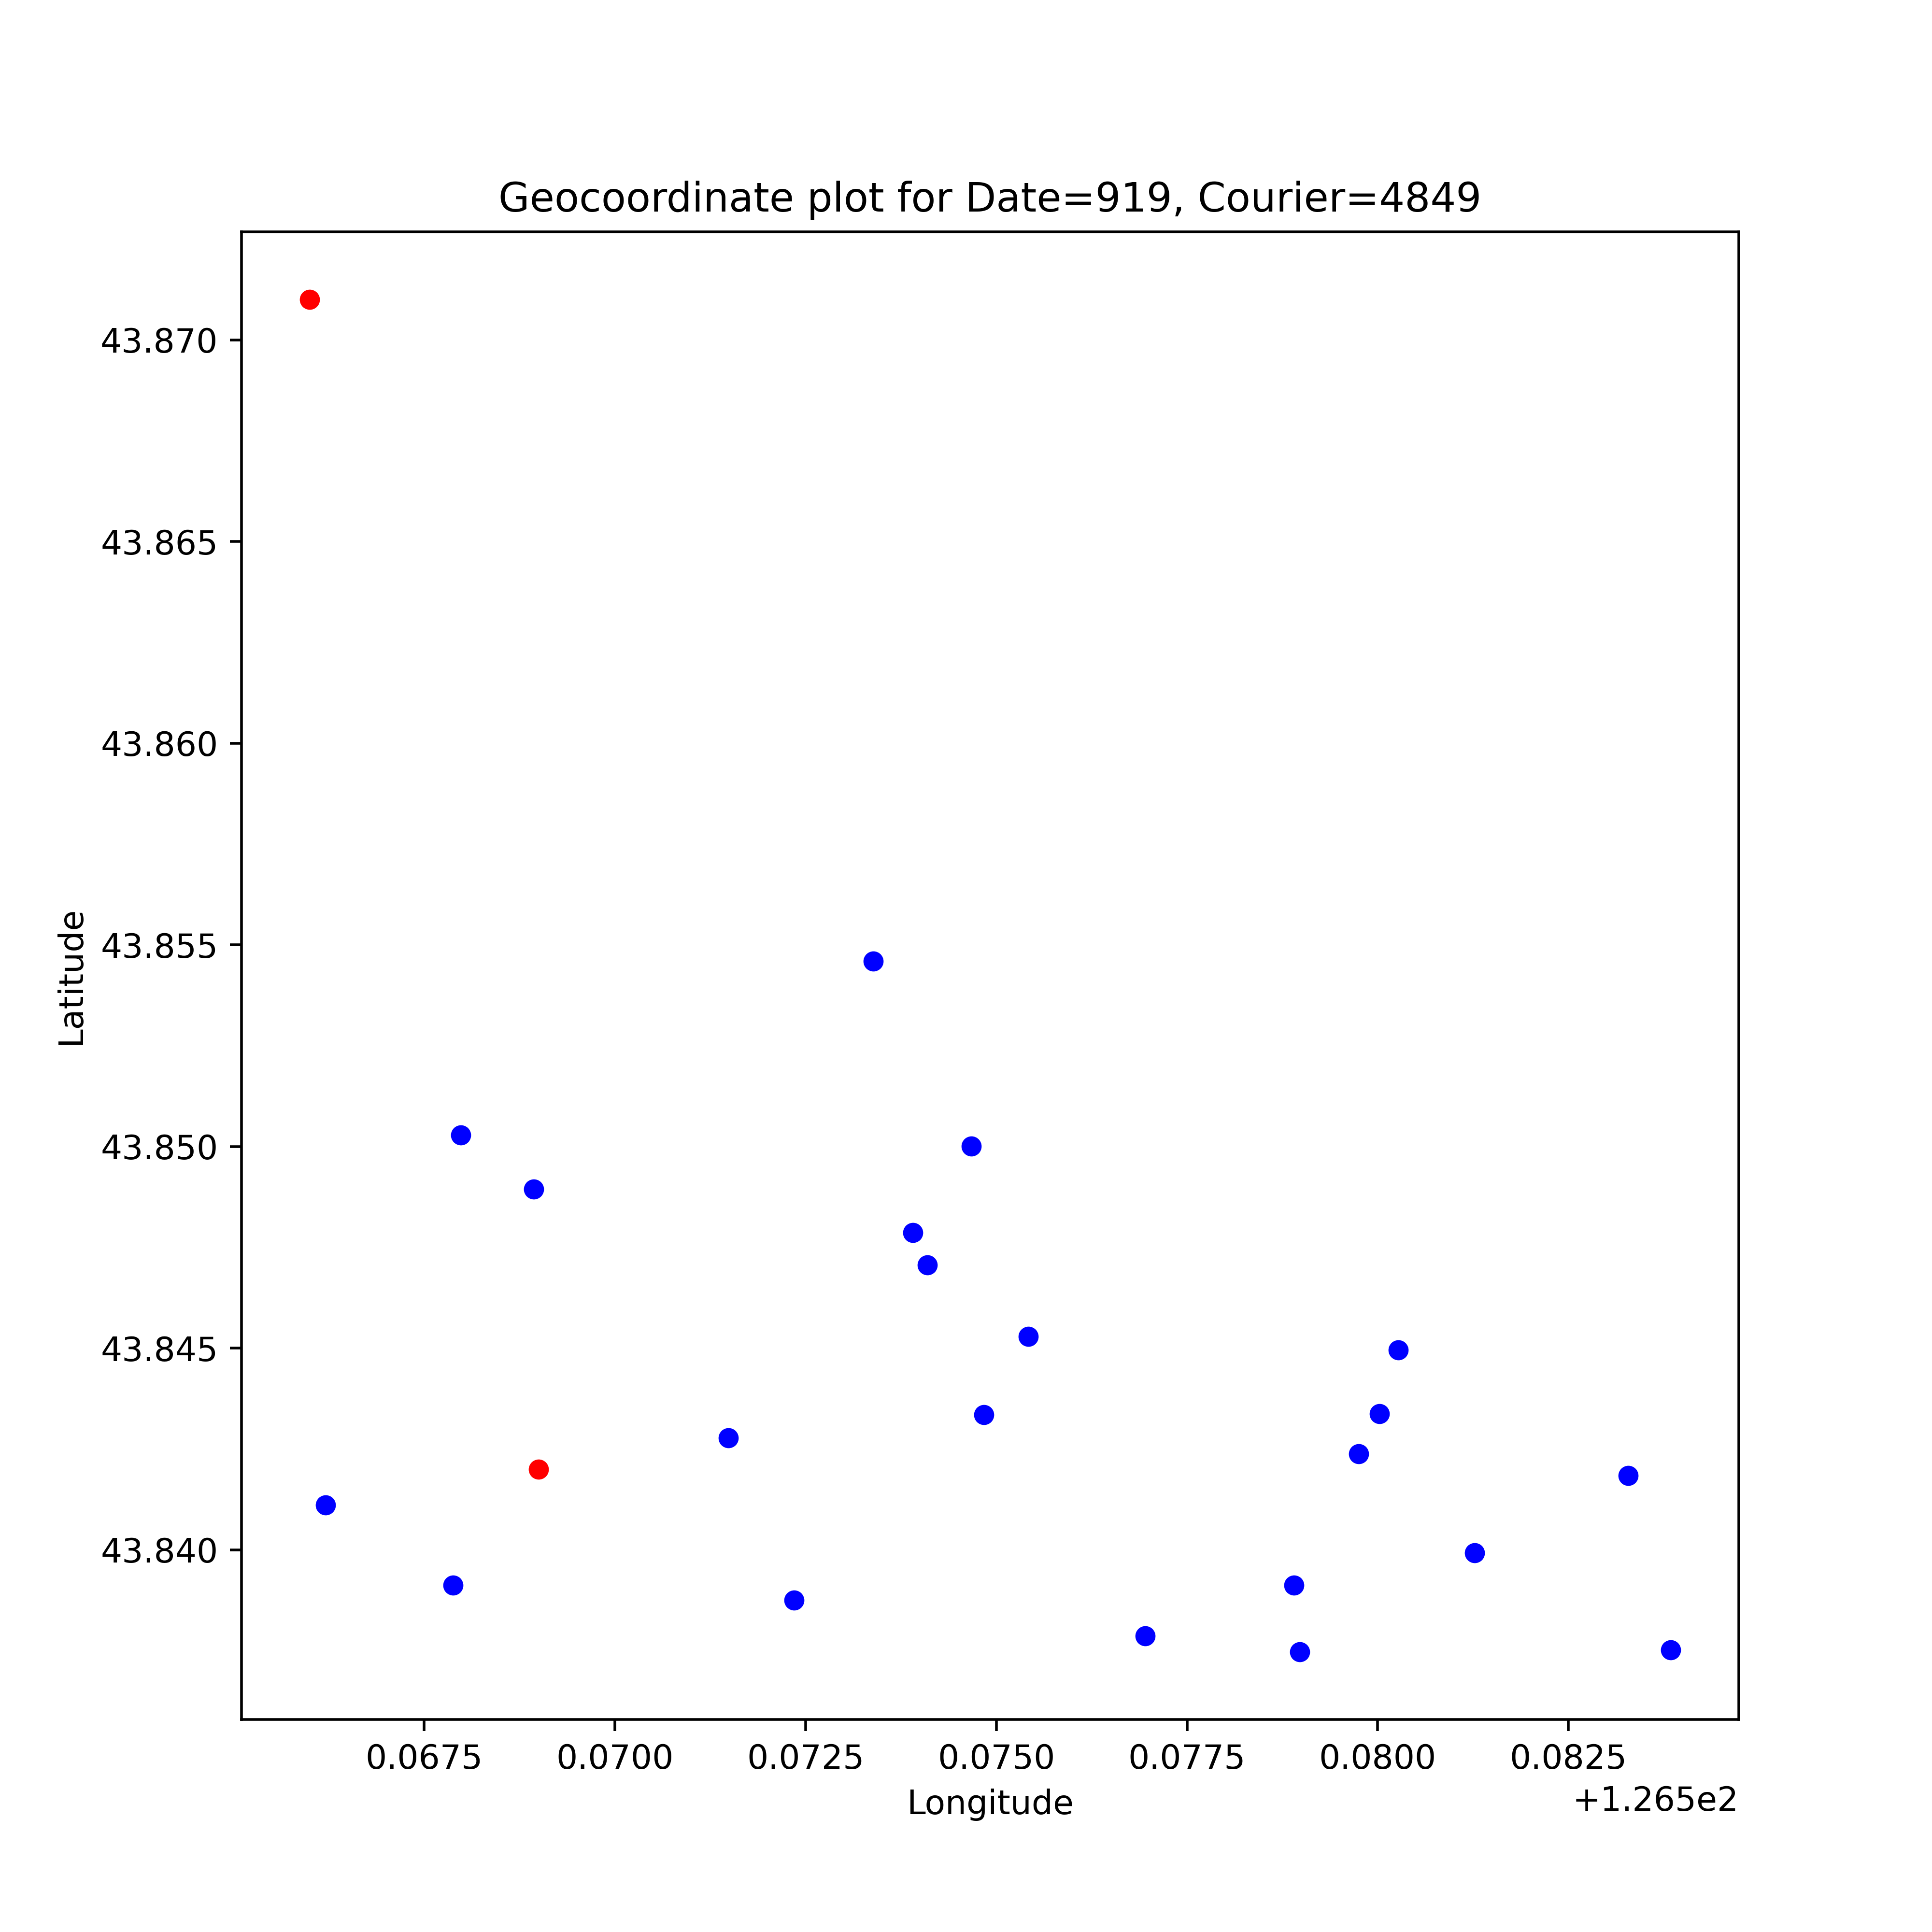 Geocoordinate plot for Date=919, Courier=4849
43.870
43.865
43.860
43.855
43.850
43.845
43.840
Latitude
0.0675 0.0700 0.0725 0.0750 0.0775 0.0800 0.0825
+1.265e2
Longitude